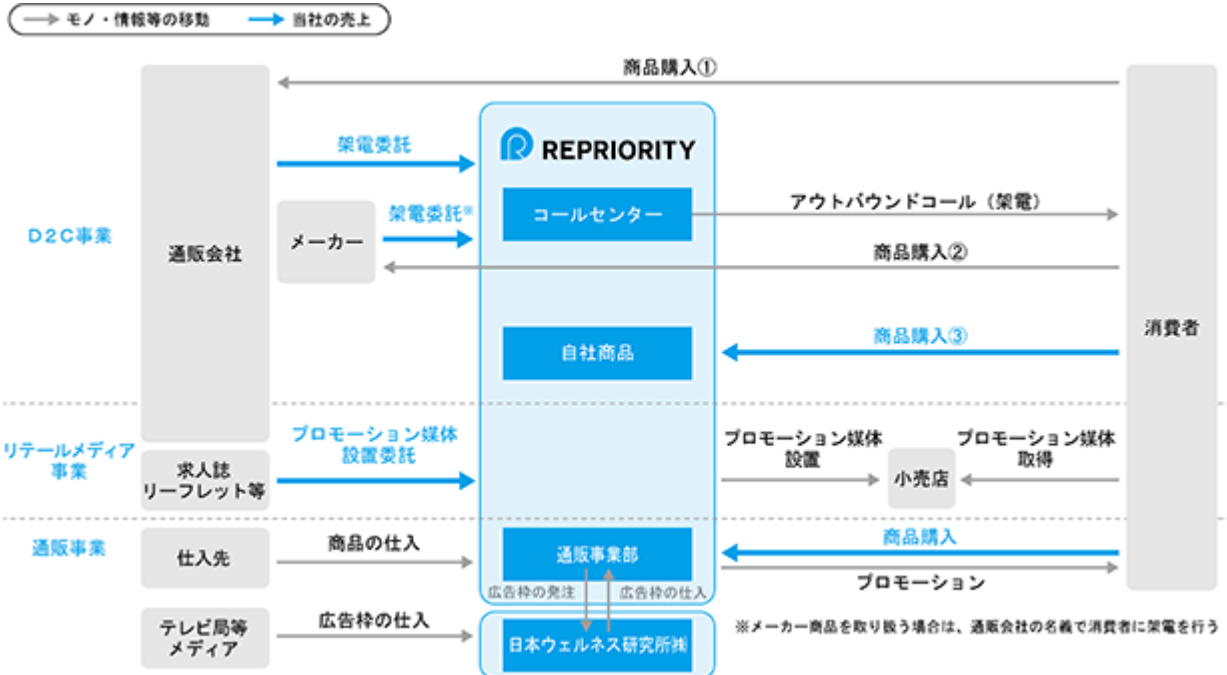 モノ・情報等の移動
当社の売上
商品購入①
REPRIORITY
架電委託
コールセンター
アウトバウンドコール（架電）
架電委託※
D2C事業
通販会社
メーカー
商品購入②
自社商品
商品購入③
消費者
リテールメディア
事業
プロモーション媒体
設置委託
求人誌
リーフレット等
プロモーション媒体
設置
小売店
プロモーション媒体
取得
通販事業
仕入先
商品の仕入
通販事業部
商品購入
プロモーション
広告枠の発注
広告枠の仕入
テレビ局等
メディア
広告枠の仕入
日本ウェルネス研究所㈱
※メーカー商品を取り扱う場合は、通販会社の名義で消費者に架電を行う